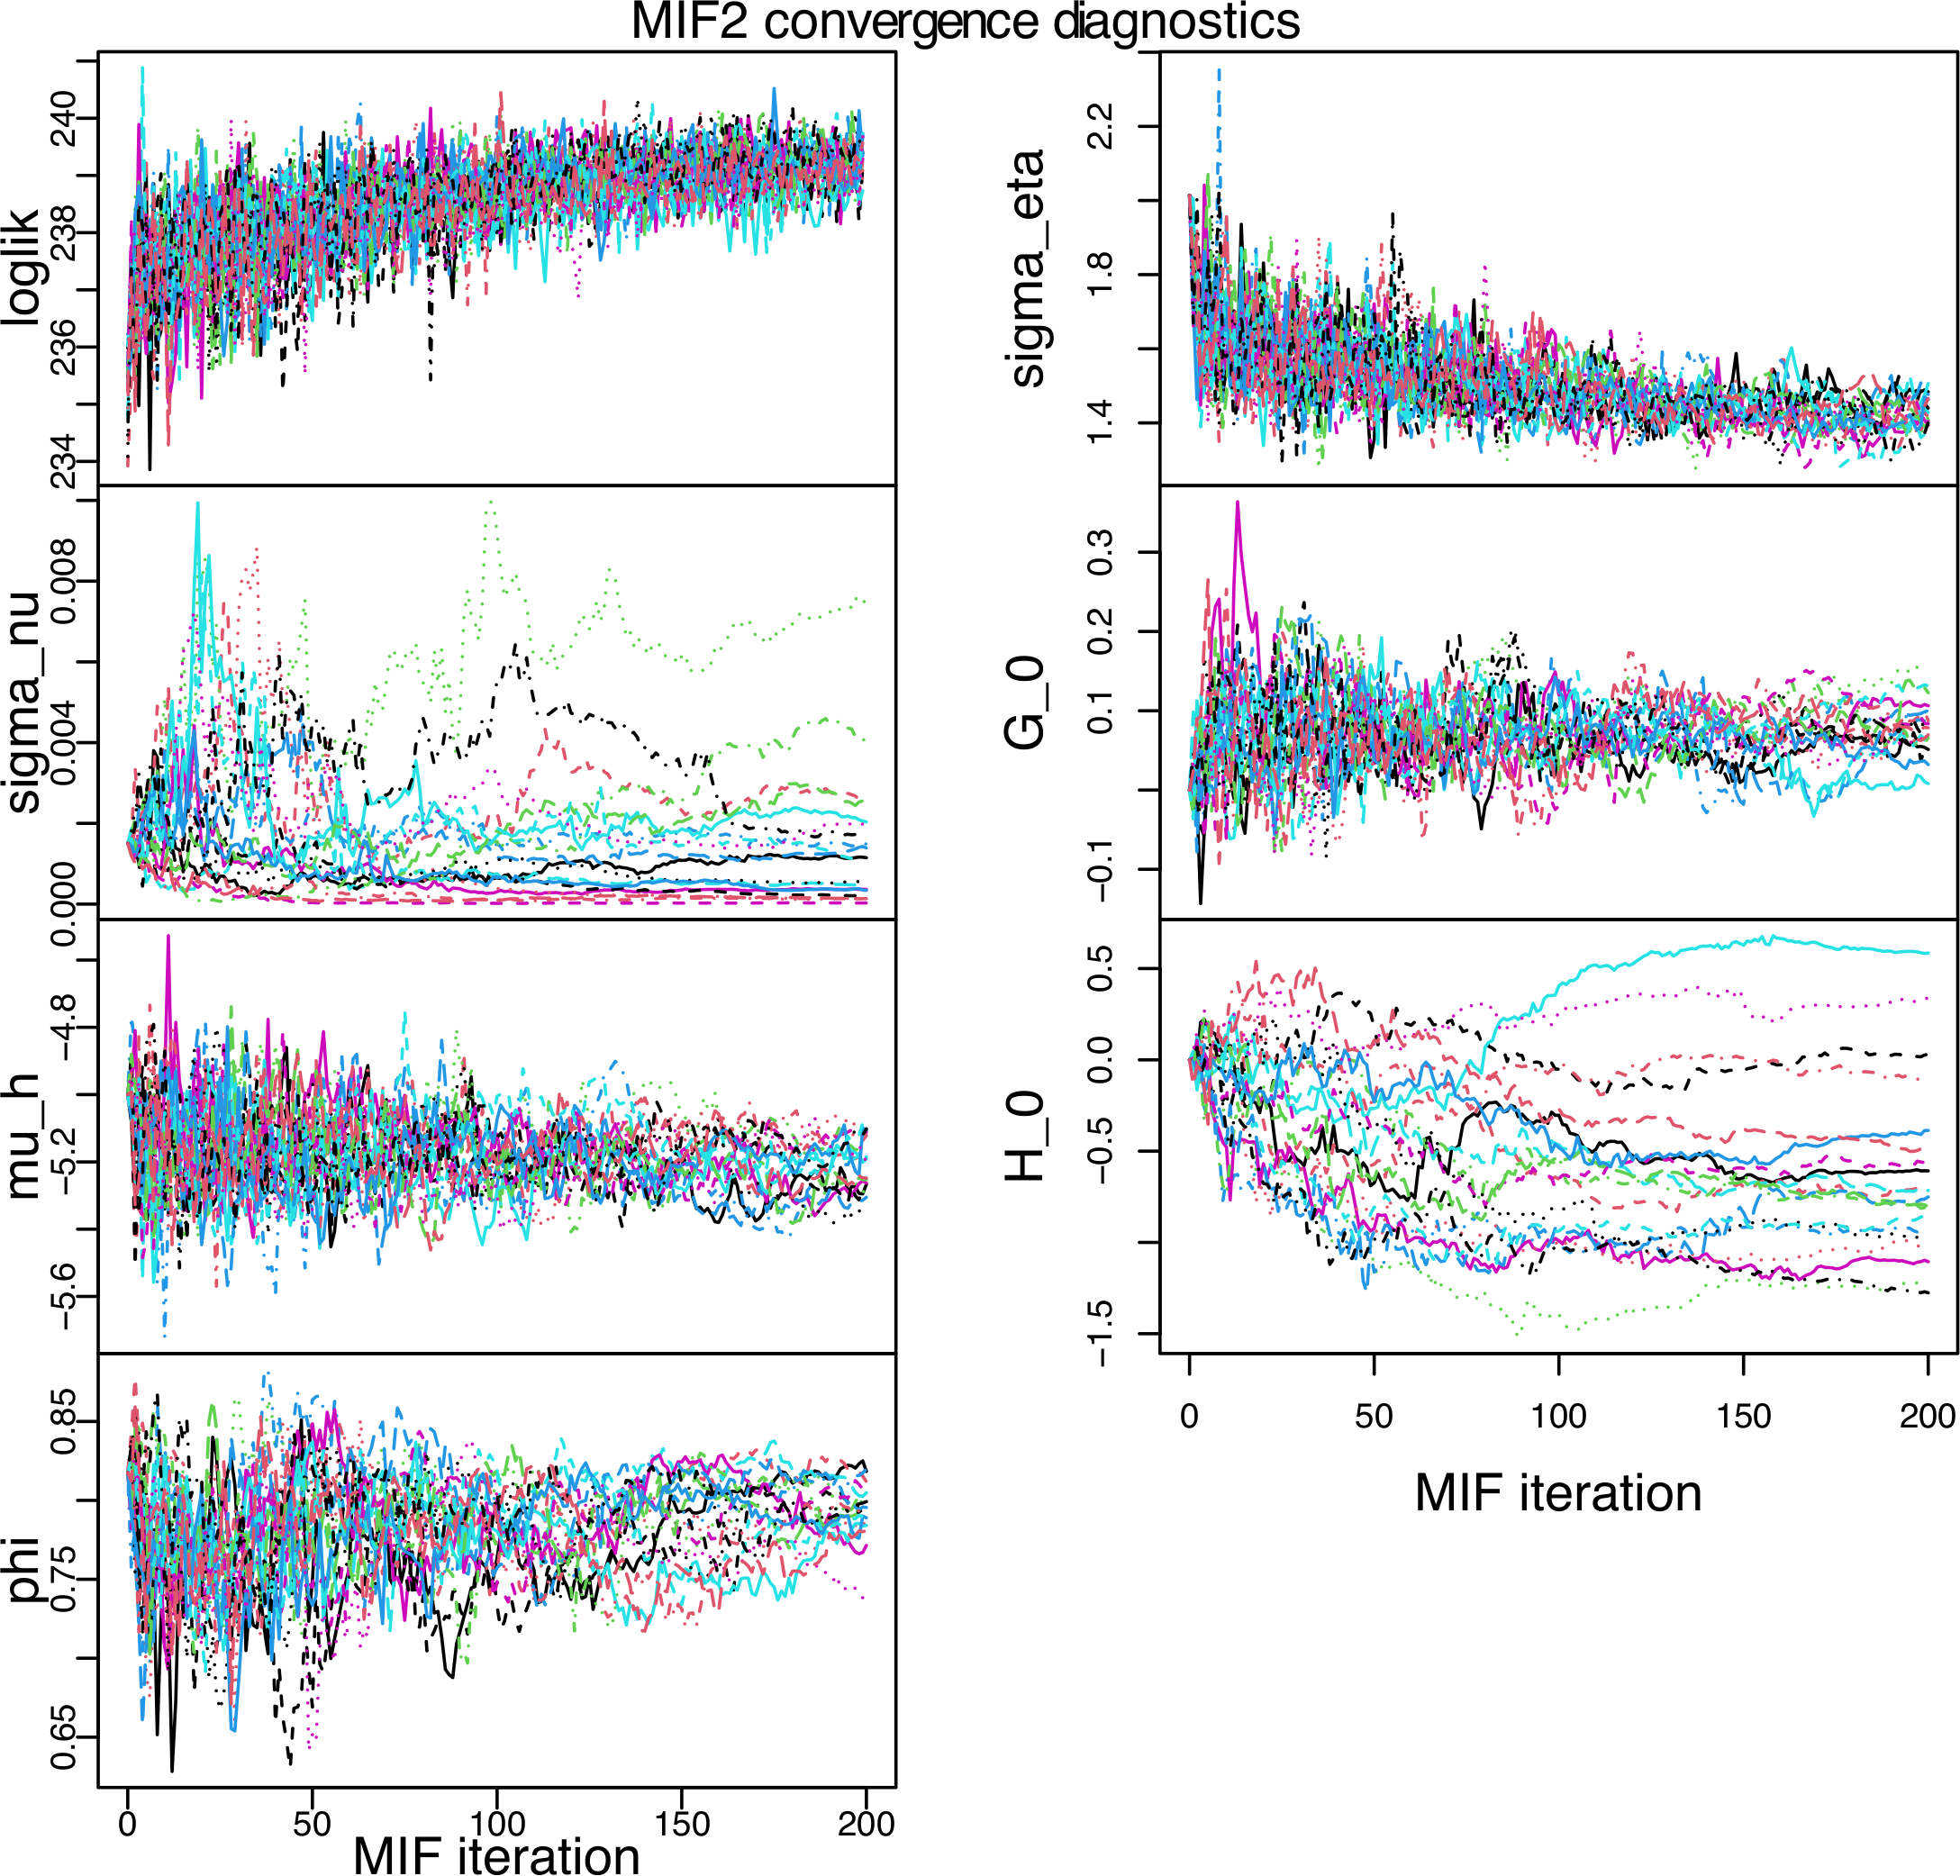 MIF2 convergence diagnostics
loglik
234 236 238 240
sigma_nu
0.000 0.004 0.008
mu_h
−5.6 −5.2 −4.8
phi
0.65 0.75 0.85
0 50 100 150 200
MIF iteration
sigma_eta
1.4 1.8 2.2
G_0
−0.1 0.1 0.2 0.3
H_0
−1.5 −0.5 0.0 0.5
0 50 100 150 200
MIF iteration